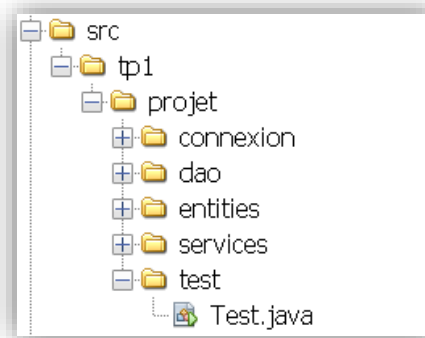 src
tp1
projet
connexion
dao
entities
services
test
Test.java